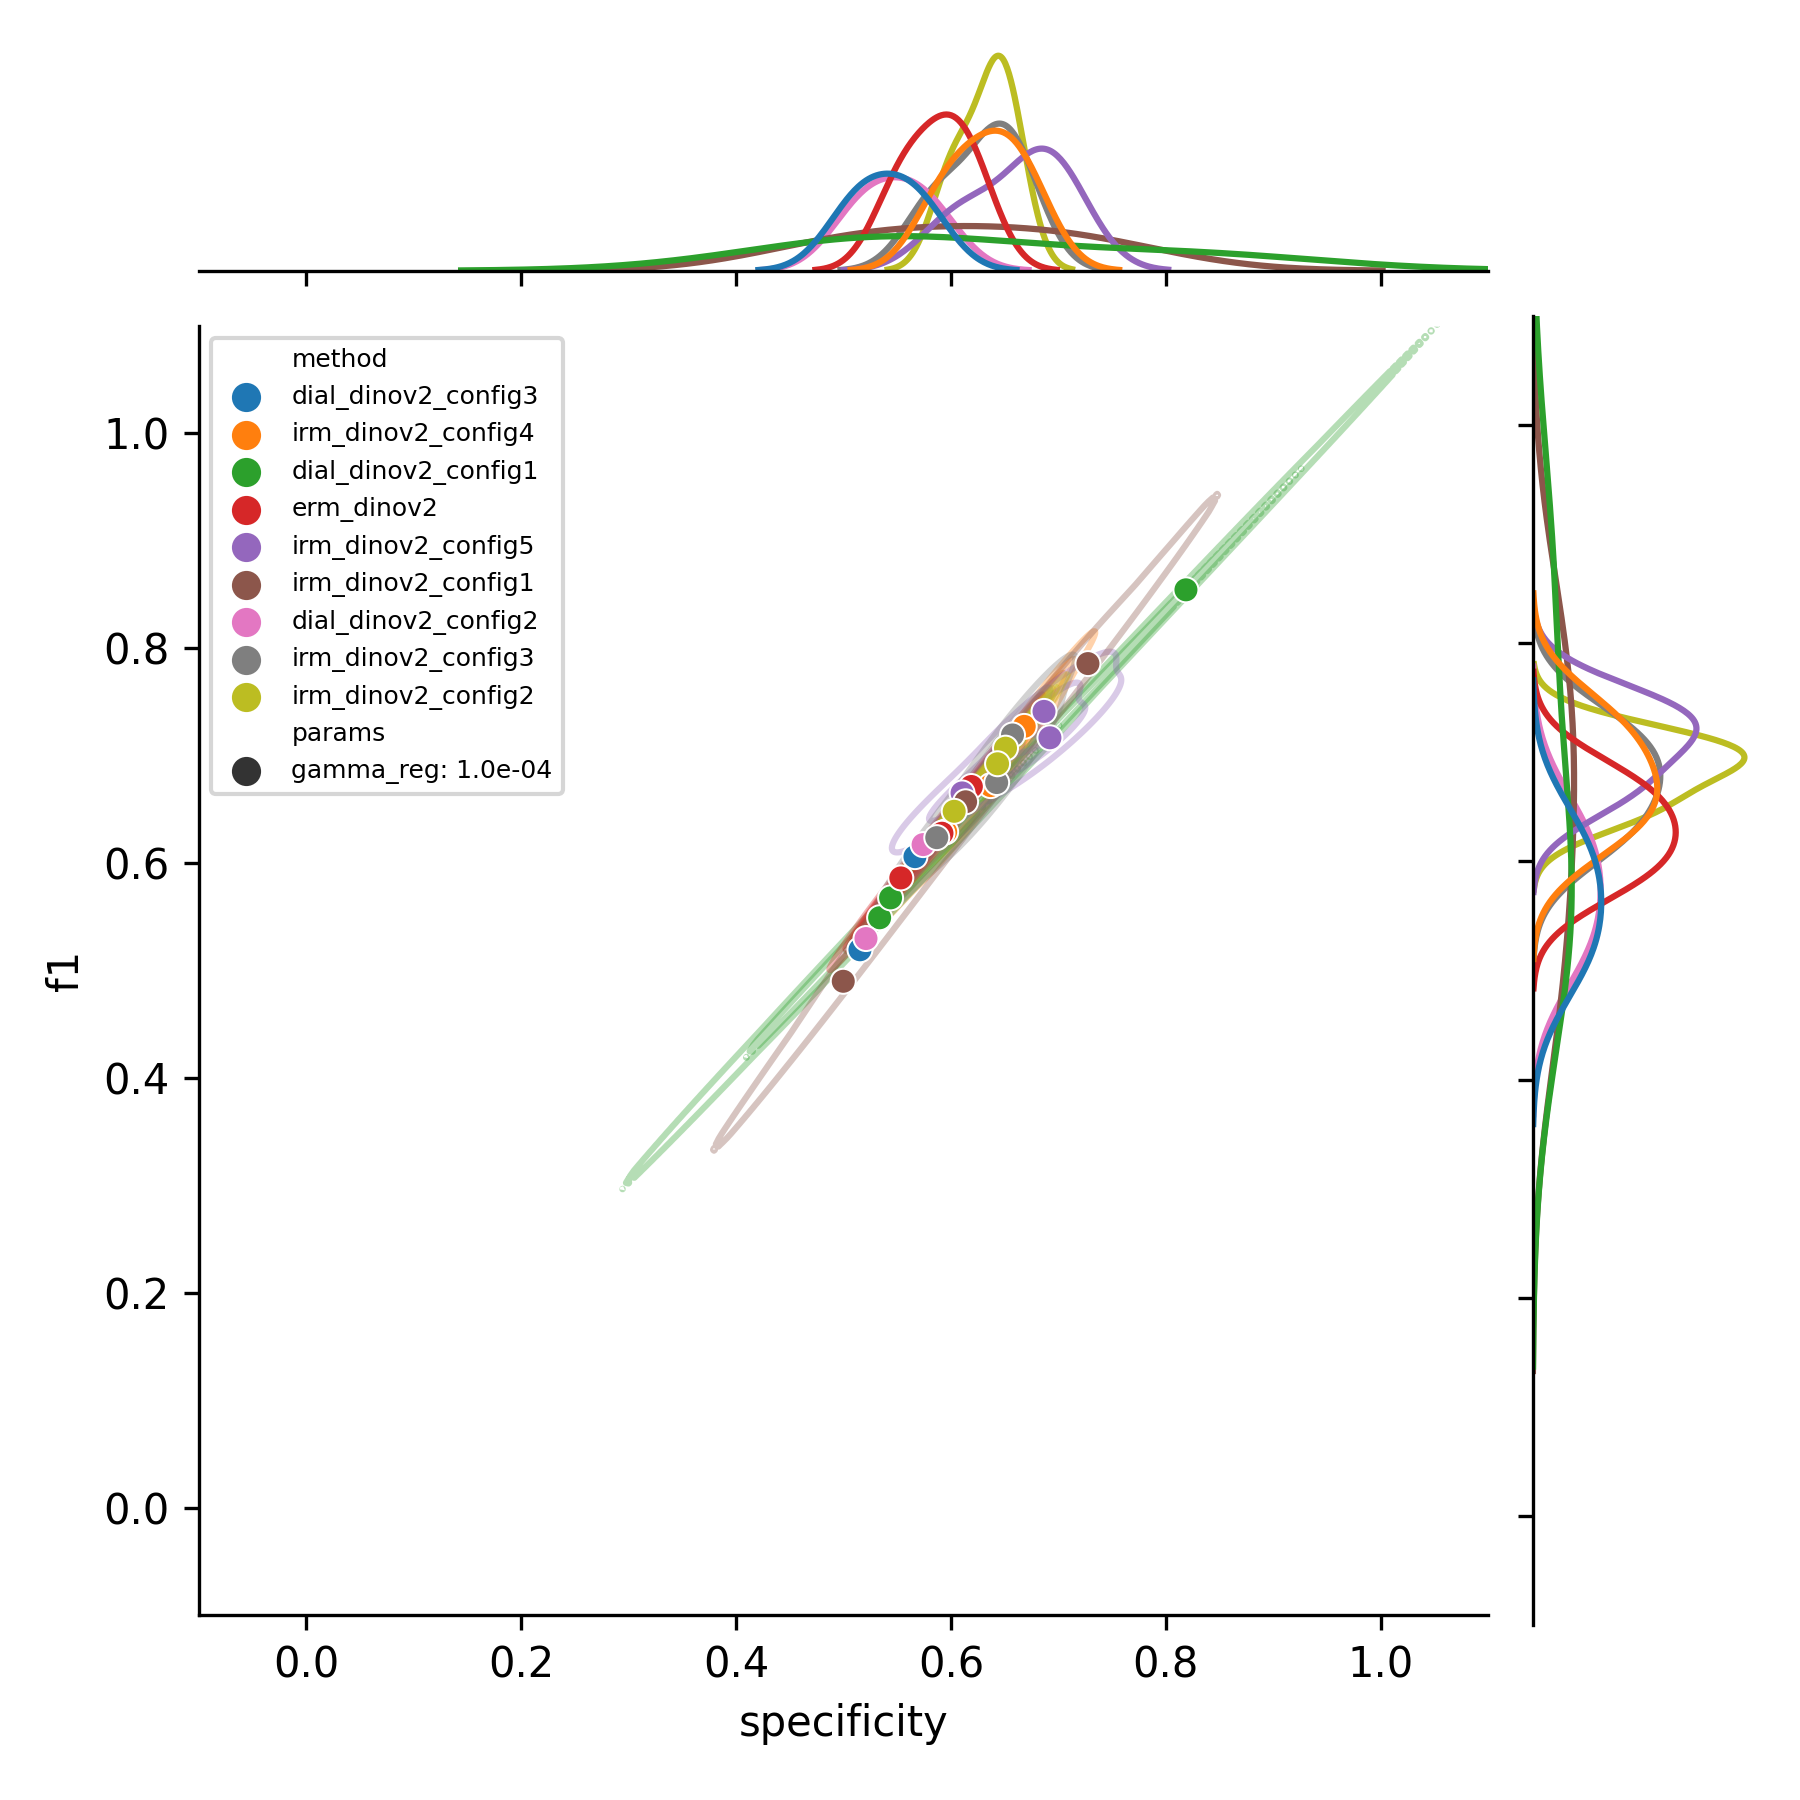 method
dial_dinov2_config3
irm_dinov2_config4
dial_dinov2_config1
erm_dinov2
irm_dinov2_config5
irm_dinov2_config1
dial_dinov2_config2
irm_dinov2_config3
irm_dinov2_config2
params
gamma_reg: 1.0e-04
1.0
0.8
0.6
0.4
0.2
0.0
f1
0.0 0.2 0.4 0.6 0.8 1.0
specificity